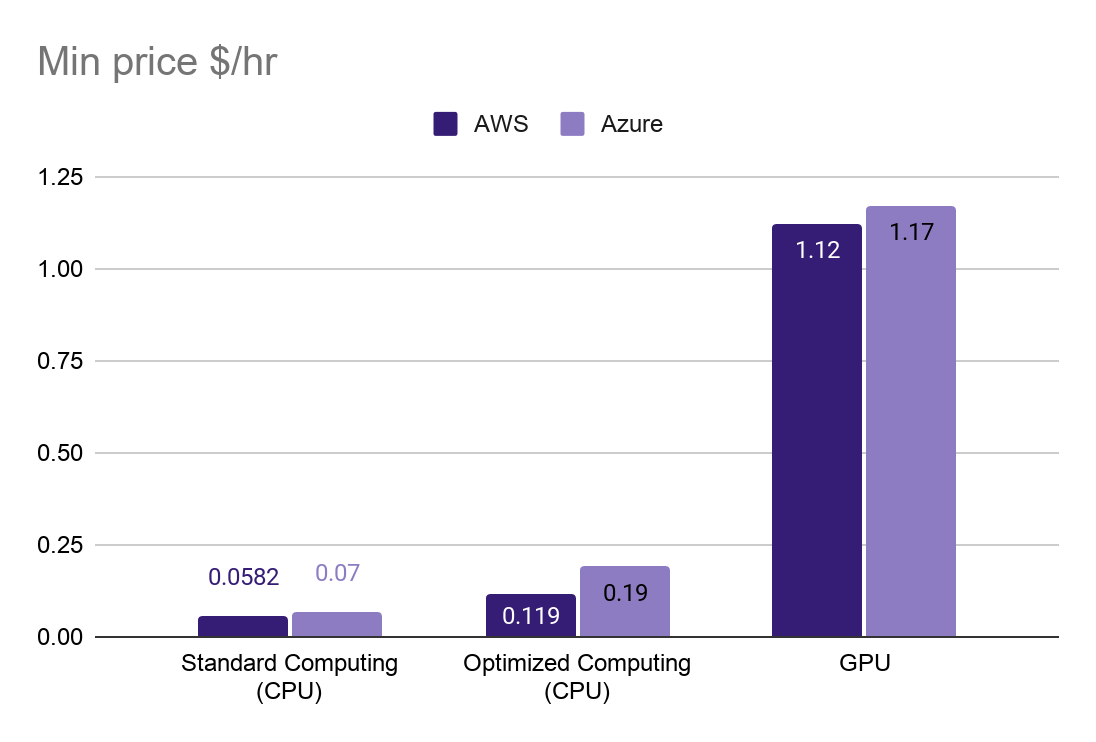 Min price $/hr
AWS Azure
1.25
1.00
0.75
0.50
0.25
0.00
1.12
1.17
0.0582
0.07
0.119
0.19
Standard Computing
(CPU)
Optimized Computing
(CPU)
GPU